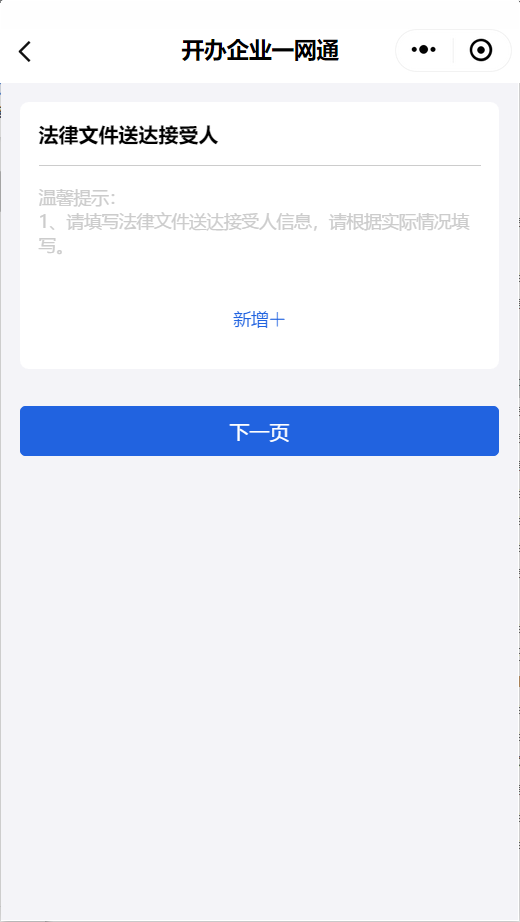 开办企业一网通
法律文件送达接受人
温馨提示：
1、请填写法律文件送达接受人信息，请根据实际情况填
写。
新增＋
下一页